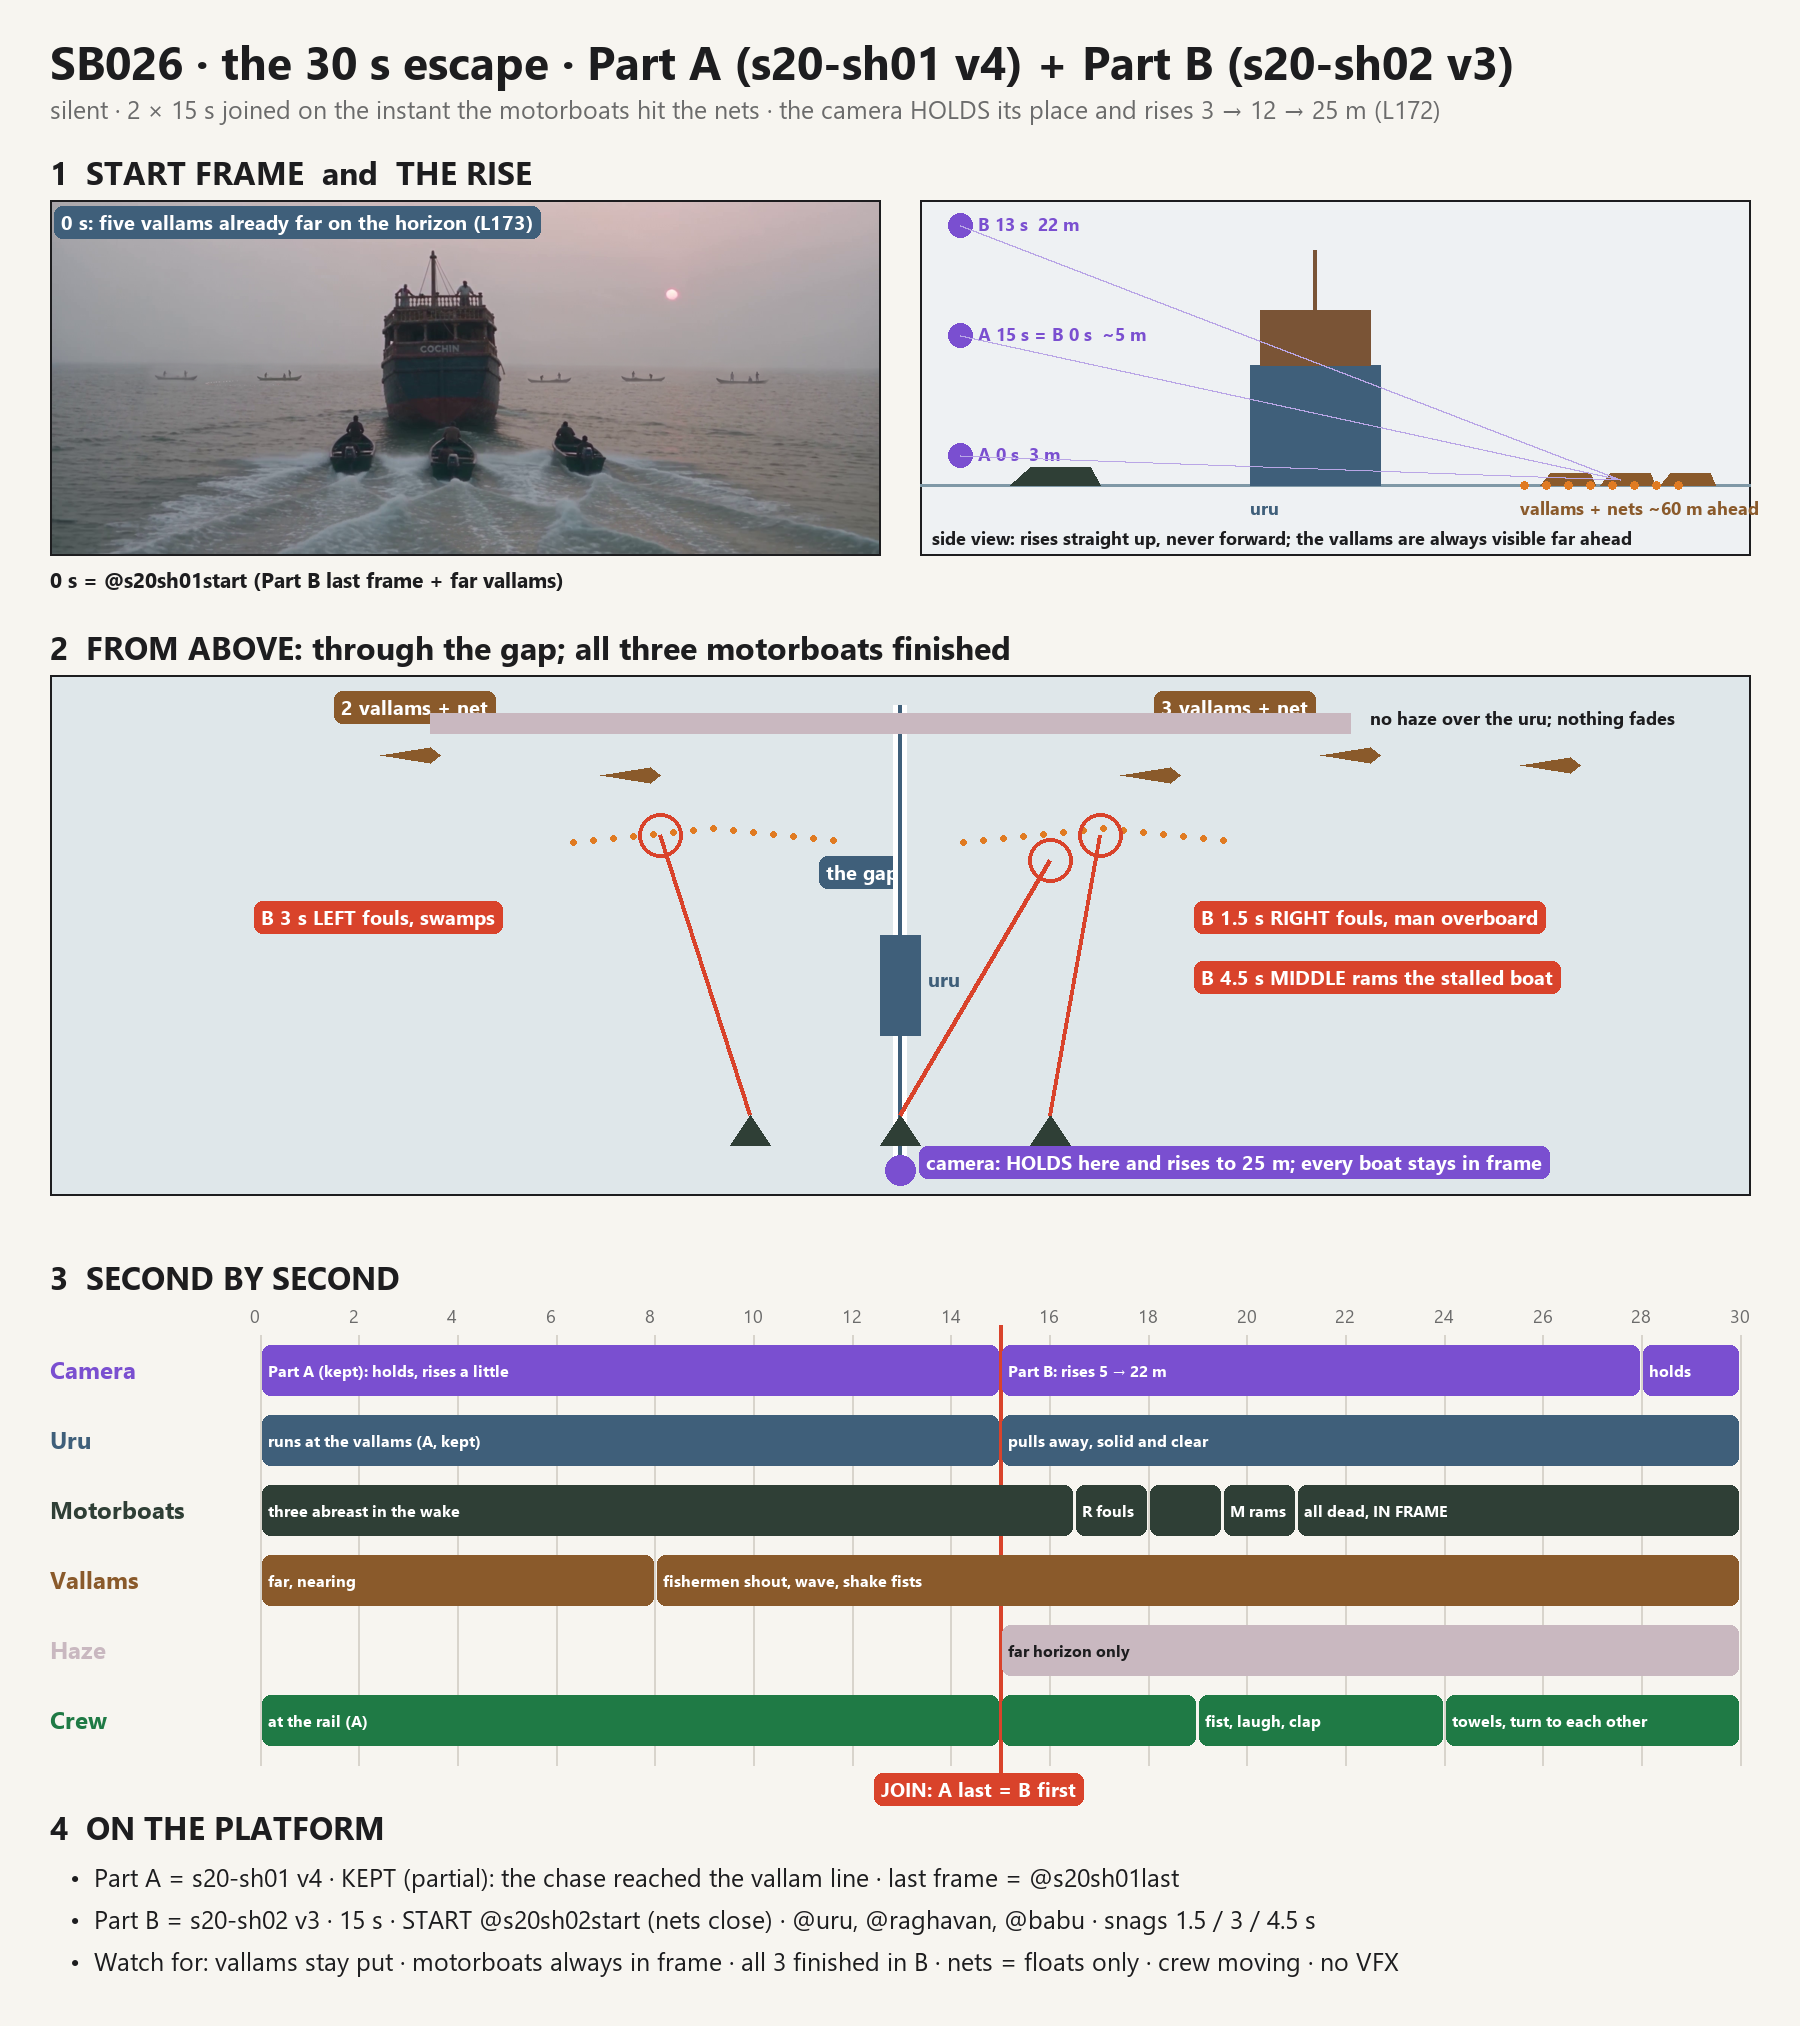 SB026 · the 30 s escape · Part A (s20-sh01 v4) + Part B (s20-sh02 v3)
silent · 2 × 15 s joined on the instant the motorboats hit the nets · the camera HOLDS its place and rises 3 → 12 → 25 m (L172)
1 START FRAME and THE RISE
0 s: five vallams already far on the horizon (L173)
COCHIN
B 13 s 22 m
A 15 s = B 0 s ~5 m
A 0 s 3 m
uru
vallams + nets ~60 m ahead
side view: rises straight up, never forward; the vallams are always visible far ahead
0 s = @s20sh01start (Part B last frame + far vallams)
2 FROM ABOVE: through the gap; all three motorboats finished
2 vallams + net
3 vallams + net
no haze over the uru; nothing fades
the gap
B 3 s LEFT fouls, swamps
B 1.5 s RIGHT fouls, man overboard
B 4.5 s MIDDLE rams the stalled boat
uru
camera: HOLDS here and rises to 25 m; every boat stays in frame
3 SECOND BY SECOND
0 2 4 6 8 10 12 14 16 18 20 22 24 26 28 30
Camera
Part A (kept): holds, rises a little
Part B: rises 5 → 22 m
holds
Uru
runs at the vallams (A, kept)
pulls away, solid and clear
Motorboats
three abreast in the wake
R fouls
M rams
all dead, IN FRAME
Vallams
far, nearing
fishermen shout, wave, shake fists
Haze
far horizon only
Crew
at the rail (A)
fist, laugh, clap
towels, turn to each other
JOIN: A last = B first
4 ON THE PLATFORM
• Part A = s20-sh01 v4 · KEPT (partial): the chase reached the vallam line · last frame = @s20sh01last
• Part B = s20-sh02 v3 · 15 s · START @s20sh02start (nets close) · @uru, @raghavan, @babu · snags 1.5 / 3 / 4.5 s
• Watch for: vallams stay put · motorboats always in frame · all 3 finished in B · nets = floats only · crew moving · no VFX